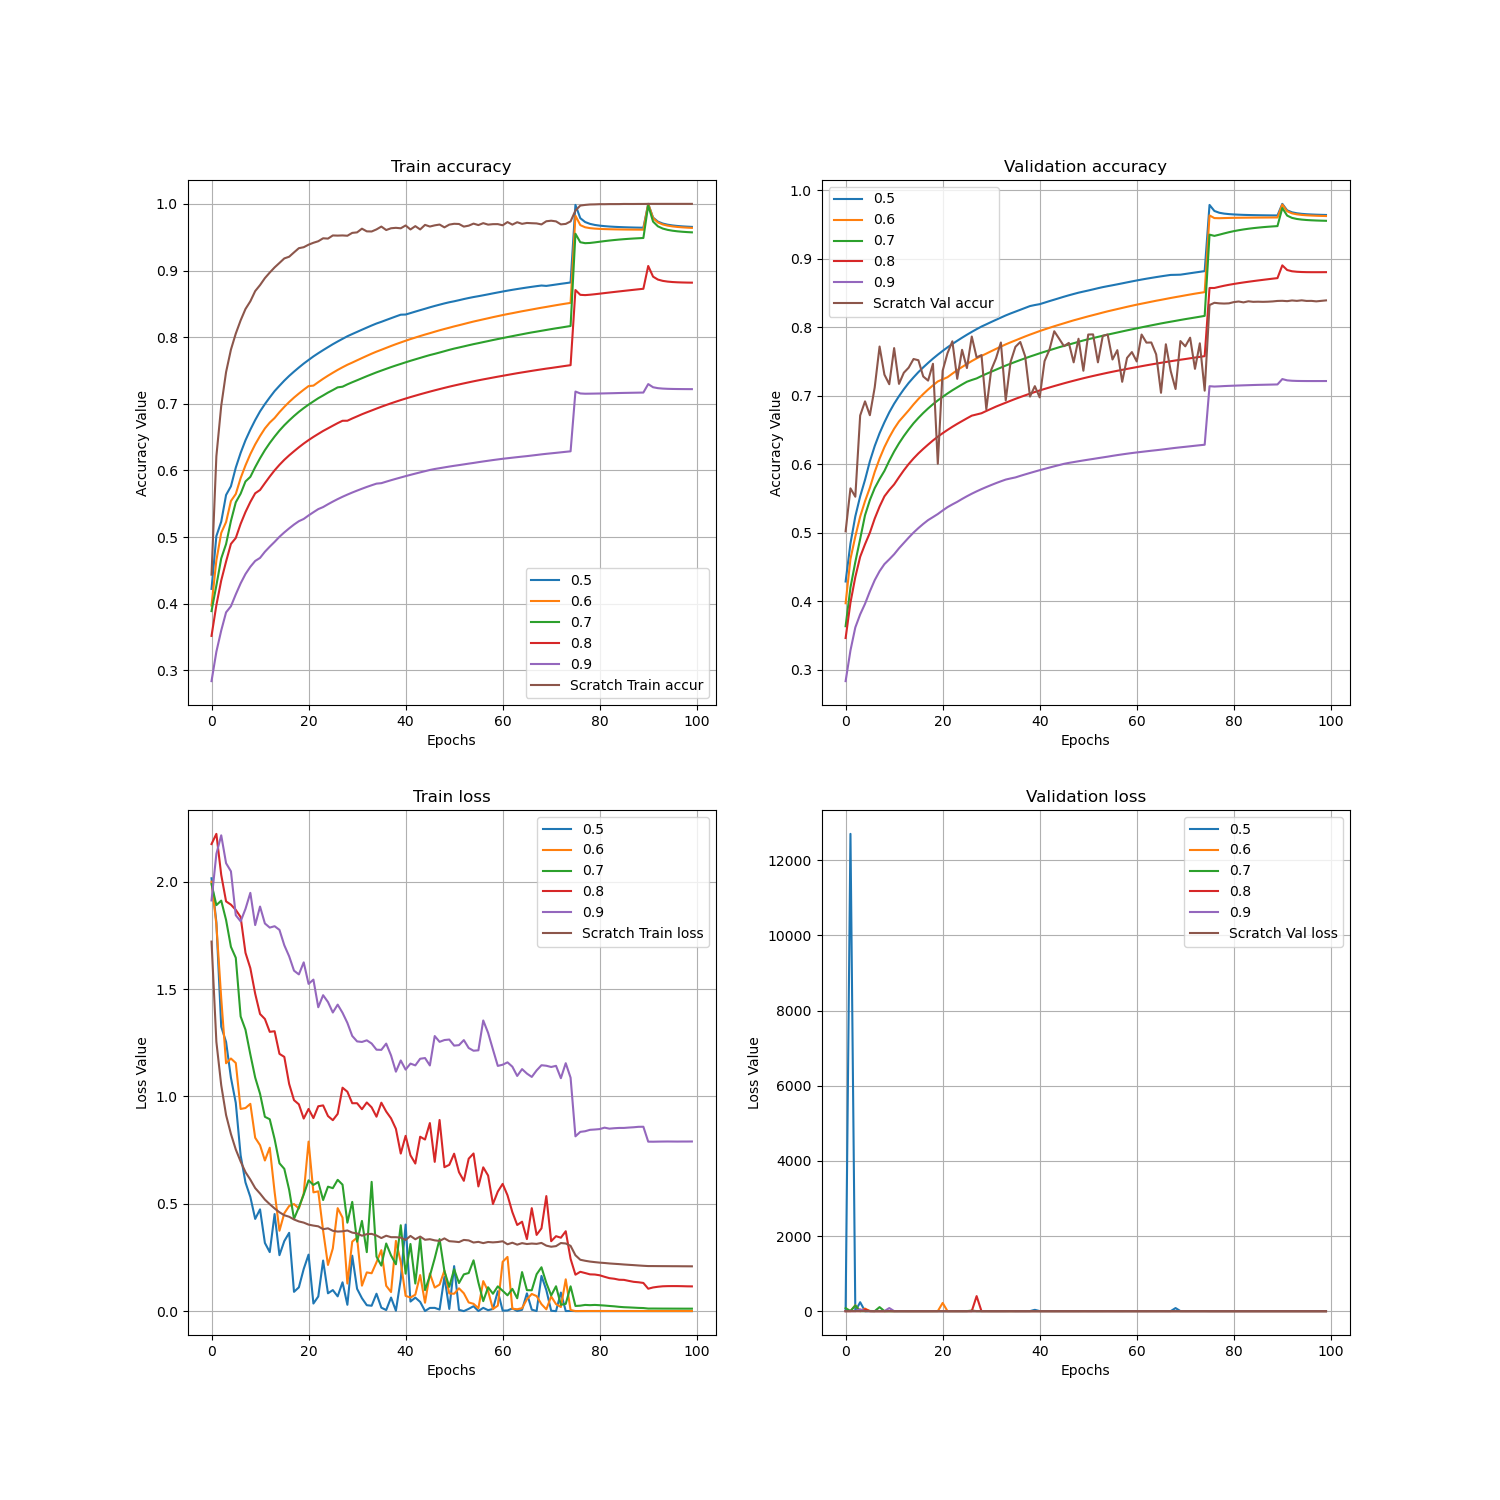 Train accuracy
Accuracy Value
1.0
0.9
0.8
0.7
0.6
0.5
0.4
0.3
0.5
0.6
0.7
0.8
0.9
Scratch Train accur
0 20 40 60 80 100
Epochs
Validation accuracy
Accuracy Value
1.0
0.9
0.8
0.7
0.6
0.5
0.4
0.3
0.5
0.6
0.7
0.8
0.9
Scratch Val accur
0 20 40 60 80 100
Epochs
Train loss
Loss Value
2.0
1.5
1.0
0.5
0.0
0.5
0.6
0.7
0.8
0.9
Scratch Train loss
0 20 40 60 80 100
Epochs
Validation loss
Loss Value
12000
10000
8000
6000
4000
2000
0
0.5
0.6
0.7
0.8
0.9
Scratch Val loss
0 20 40 60 80 100
Epochs